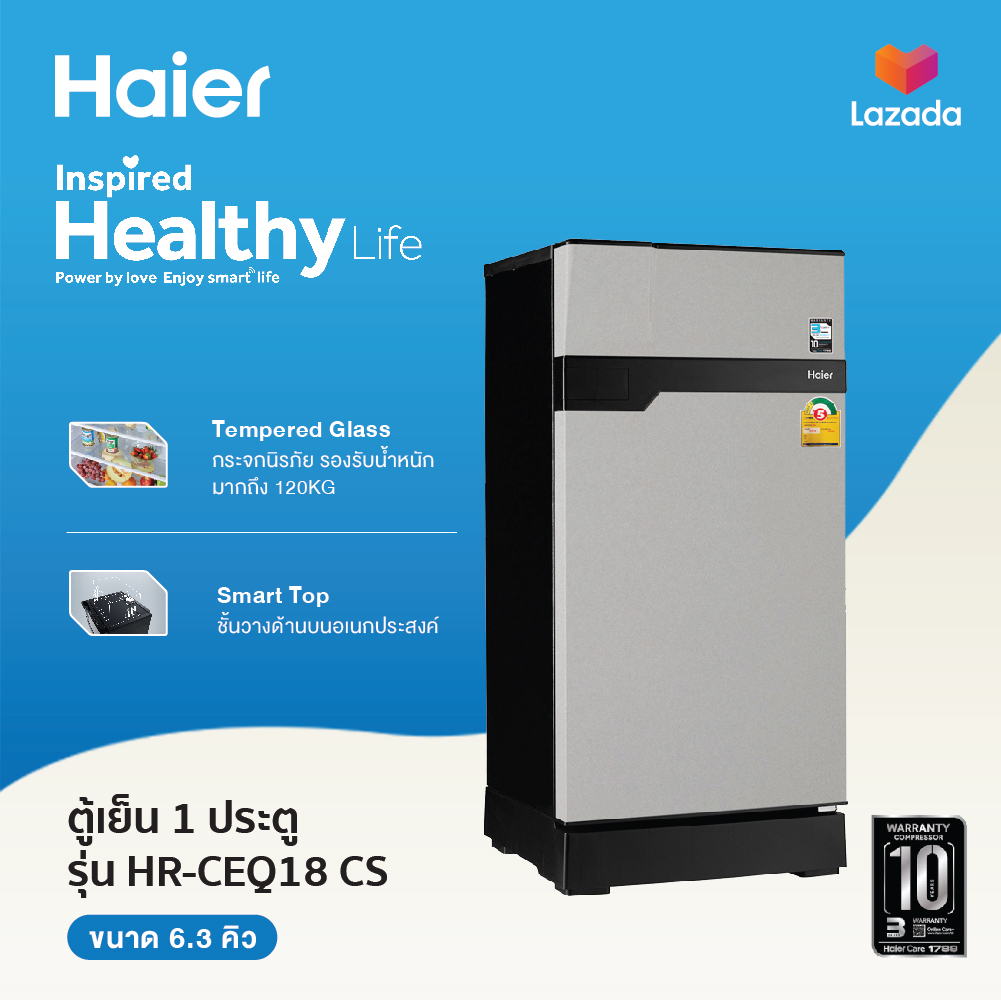 Haier
Lazada
Inspired
Healthy Life
Power by love Enjoy smart life
Tempered Glass
กระจกนิรภัย รองรับน้ำหนัก
มากถึง 120KG
Smart Top
ชั้นวางด้านบนอเนกประสงค์
Haier
5
ตู้เย็น 1 ประตู
รุ่น HR-CEQ18 CS
ขนาด 6.3 คิว
WARRANTY
COMPRESSOR
10
YEARS
3 WARRANTY
Haier Care 1799